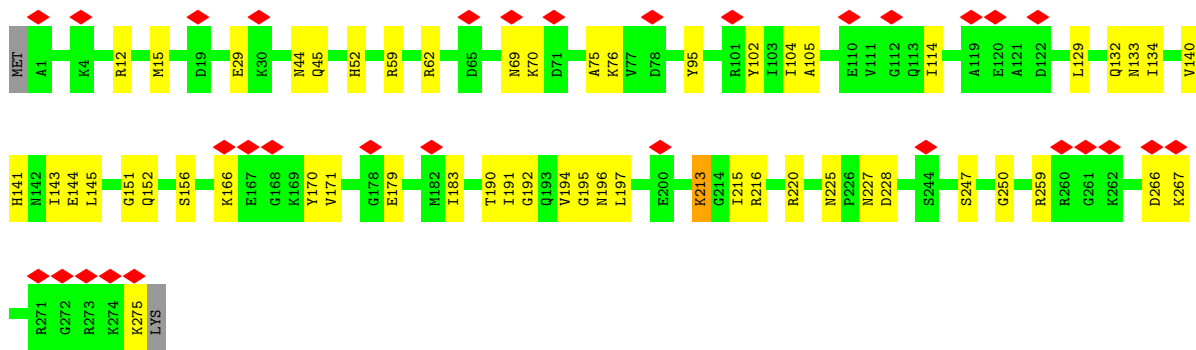 MET A1 K4 R12 M15 D19 E29 K30 N44 Q45 H52 R59 R62 D65 N69 K70 D71 A75 K76 V77 D78 Y95 R101 Y102 I103 I104 A105 E110 V111 G112 Q113 I114 A119 E120 A121 D122 L129 Q132 N133 I134 V140
H141 N142 I143 E144 L145 G151 Q152 S156 K166 E167 G168 K169 Y170 V171 G178 E179 M182 I183 T190 I191 G192 Q193 V194 G195 N196 L197 E200 K213 G214 I215 R216 R220 N225 P226 N227 D228 S244 S247 G250 R259 R260 G261 K262 D266 K267
R271 G272 R273 K274 K275 LYS